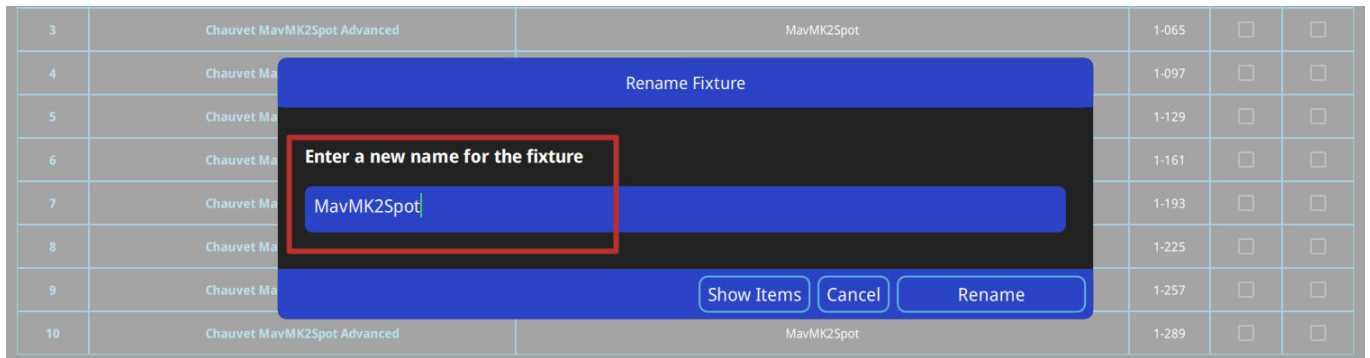 3 Chauvet MavMK2Spot Advanced MavMK2Spot 1-065
4 Chauvet Ma 1-097
Rename Fixture
5 Chauvet Ma 1-129
6 Chauvet Ma 1-161
Enter a new name for the fixture
7 Chauvet Ma 1-193
MavMK2Spot
8 Chauvet Ma 1-225
9 Chauvet Ma 1-257
Show Items Cancel Rename
10 Chauvet MavMK2Spot Advanced MavMK2Spot 1-289